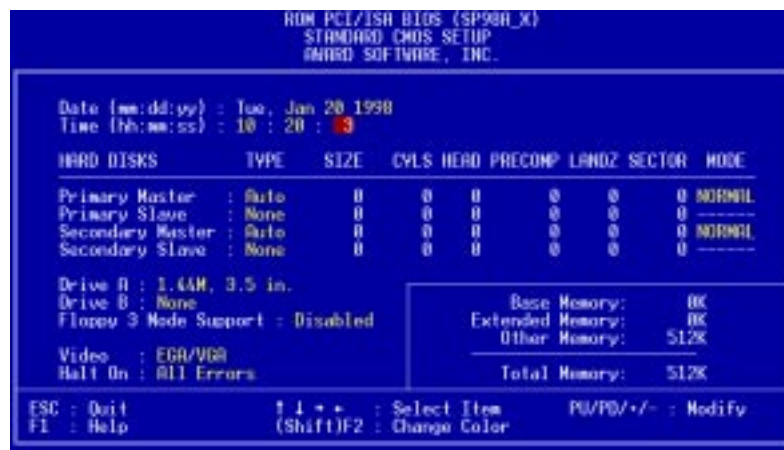 ROM PCI/ISA BIOS (SP98A_X)
STANDARD CMOS SETUP
AWARD SOFTWARE, INC.
Date (mm:dd:yy) : Tue, Jan 20 1998
Time (hh:mm:ss) : 10 : 20 : 3
HARD DISKS TYPE SIZE CYLS HEAD PRECOMP LANDZ SECTOR MODE
Primary Master : Auto 0 0 0 0 0 0 NORMAL
Primary Slave : None 0 0 0 0 0 0 ------
Secondary Master : Auto 0 0 0 0 0 0 NORMAL
Secondary Slave : None 0 0 0 0 0 0 ------
Drive A : 1.44M, 3.5 in.
Drive B : None
Floppy 3 Mode Support : Disabled
Video : EGA/VGA
Halt On : All Errors
Base Memory: 0K
Extended Memory: 0K
Other Memory: 512K
Total Memory: 512K
ESC : Quit ↑ ↓ → ← : Select Item PU/PD/+/- : Modify
F1 : Help (Shift)F2 : Change Color